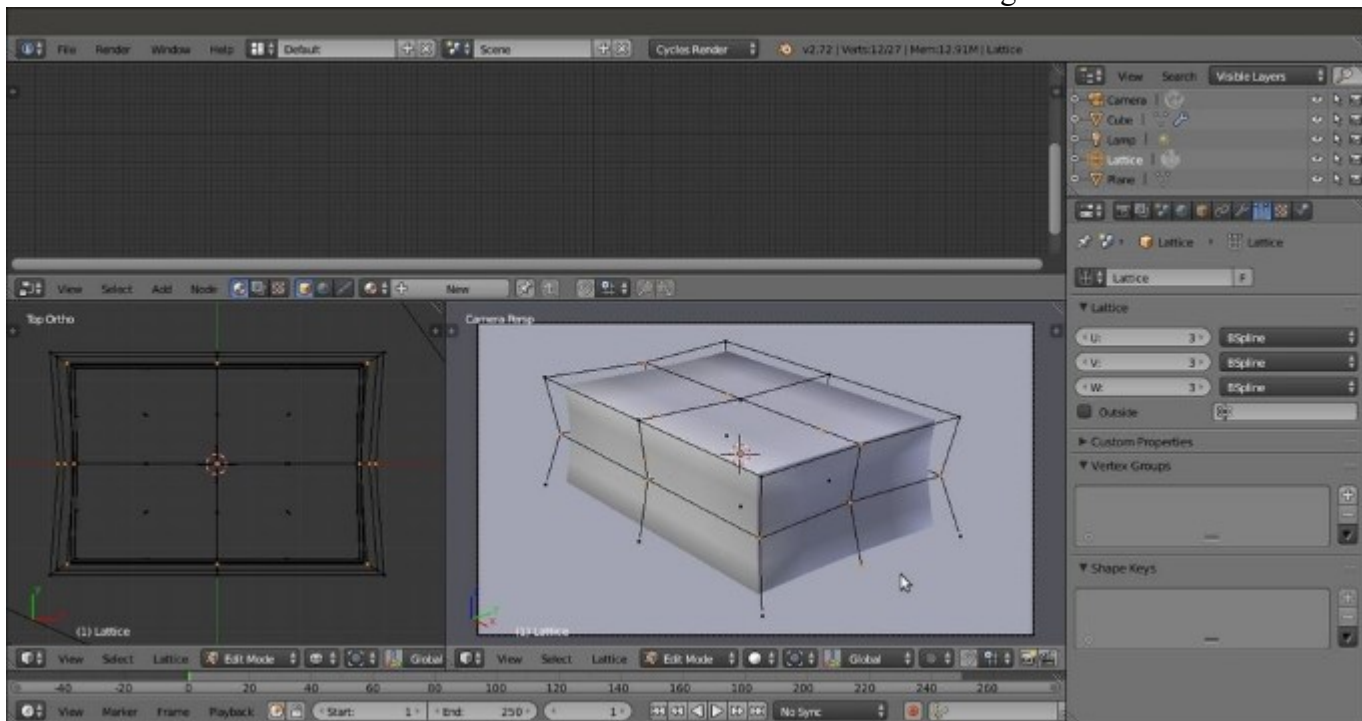 File Render Window Help Default Scene Cycles Render v2.72 | Verts:12/27 | Mem:12.91M | Lattice
View Search Visible Layers
Camera
Cube
Lamp
Lattice
Plane
Lattice Lattice
Lattice F
Lattice
U: 3 BSpline
V: 3 BSpline
W: 3 BSpline
Outside
Custom Properties
Vertex Groups
Shape Keys
View Select Add Node New
Top Ortho
(1) Lattice
Camera Persp
(1) Lattice
View Select Lattice Edit Mode Global
View Select Lattice Edit Mode Global
-40 -20 0 20 40 60 80 100 120 140 160 180 200 220 240 260
View Marker Frame Playback Start: 1 End: 250 1 No Sync